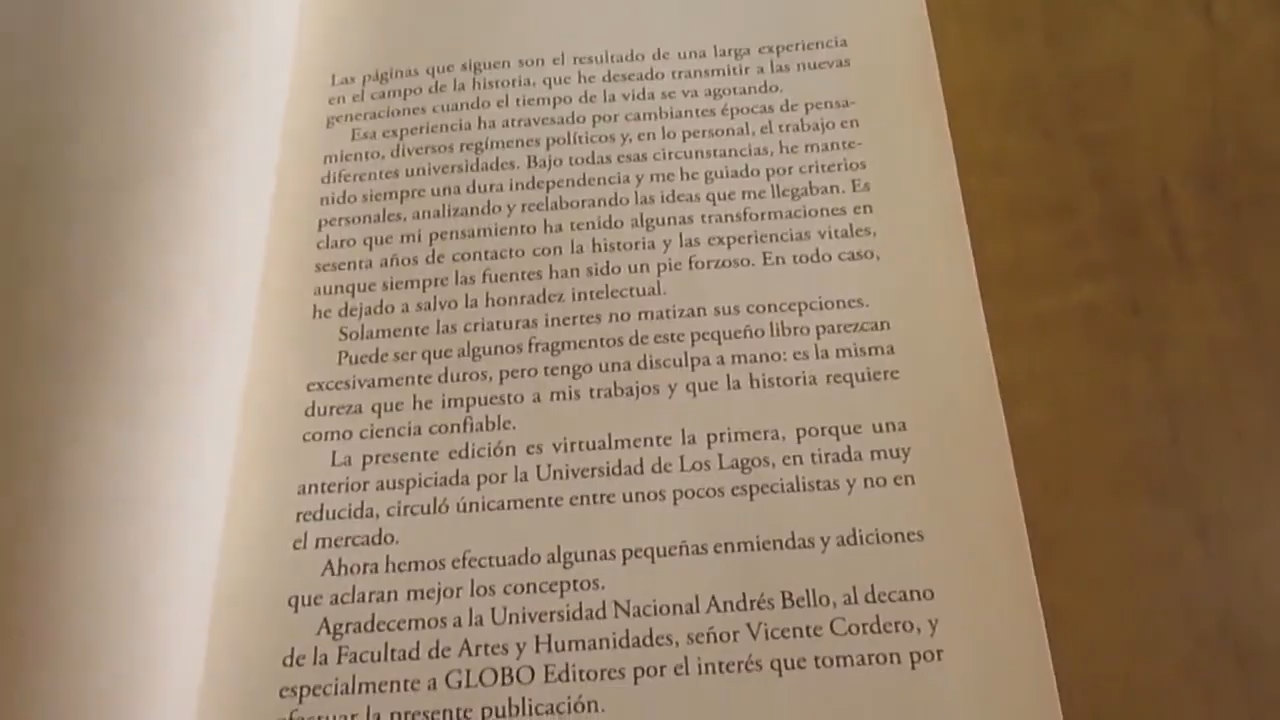 Las páginas que siguen son el resultado de una larga experiencia
en el campo de la historia, que he deseado transmitir a las nuevas
generaciones cuando el tiempo de la vida se va agotando.
Esa experiencia ha atravesado por cambiantes épocas de pensa-
miento, diversos regímenes políticos y, en lo personal, el trabajo en
diferentes universidades. Bajo todas esas circunstancias, he mante-
nido siempre una dura independencia y me he guiado por criterios
personales, analizando y reelaborando las ideas que me llegaban. Es
claro que mi pensamiento ha tenido algunas transformaciones en
sesenta años de contacto con la historia y las experiencias vitales,
aunque siempre las fuentes han sido un pie forzoso. En todo caso,
he dejado a salvo la honradez intelectual.
Solamente las criaturas inertes no matizan sus concepciones.
Puede ser que algunos fragmentos de este pequeño libro parezcan
excesivamente duros, pero tengo una disculpa a mano: es la misma
dureza que he impuesto a mis trabajos y que la historia requiere
como ciencia confiable.
La presente edición es virtualmente la primera, porque una
anterior auspiciada por la Universidad de Los Lagos, en tirada muy
reducida, circuló únicamente entre unos pocos especialistas y no en
el mercado.
Ahora hemos efectuado algunas pequeñas enmiendas y adiciones
que aclaran mejor los conceptos.
Agradecemos a la Universidad Nacional Andrés Bello, al decano
de la Facultad de Artes y Humanidades, señor Vicente Cordero, y
especialmente a GLOBO Editores por el interés que tomaron por
efectuar la presente publicación.